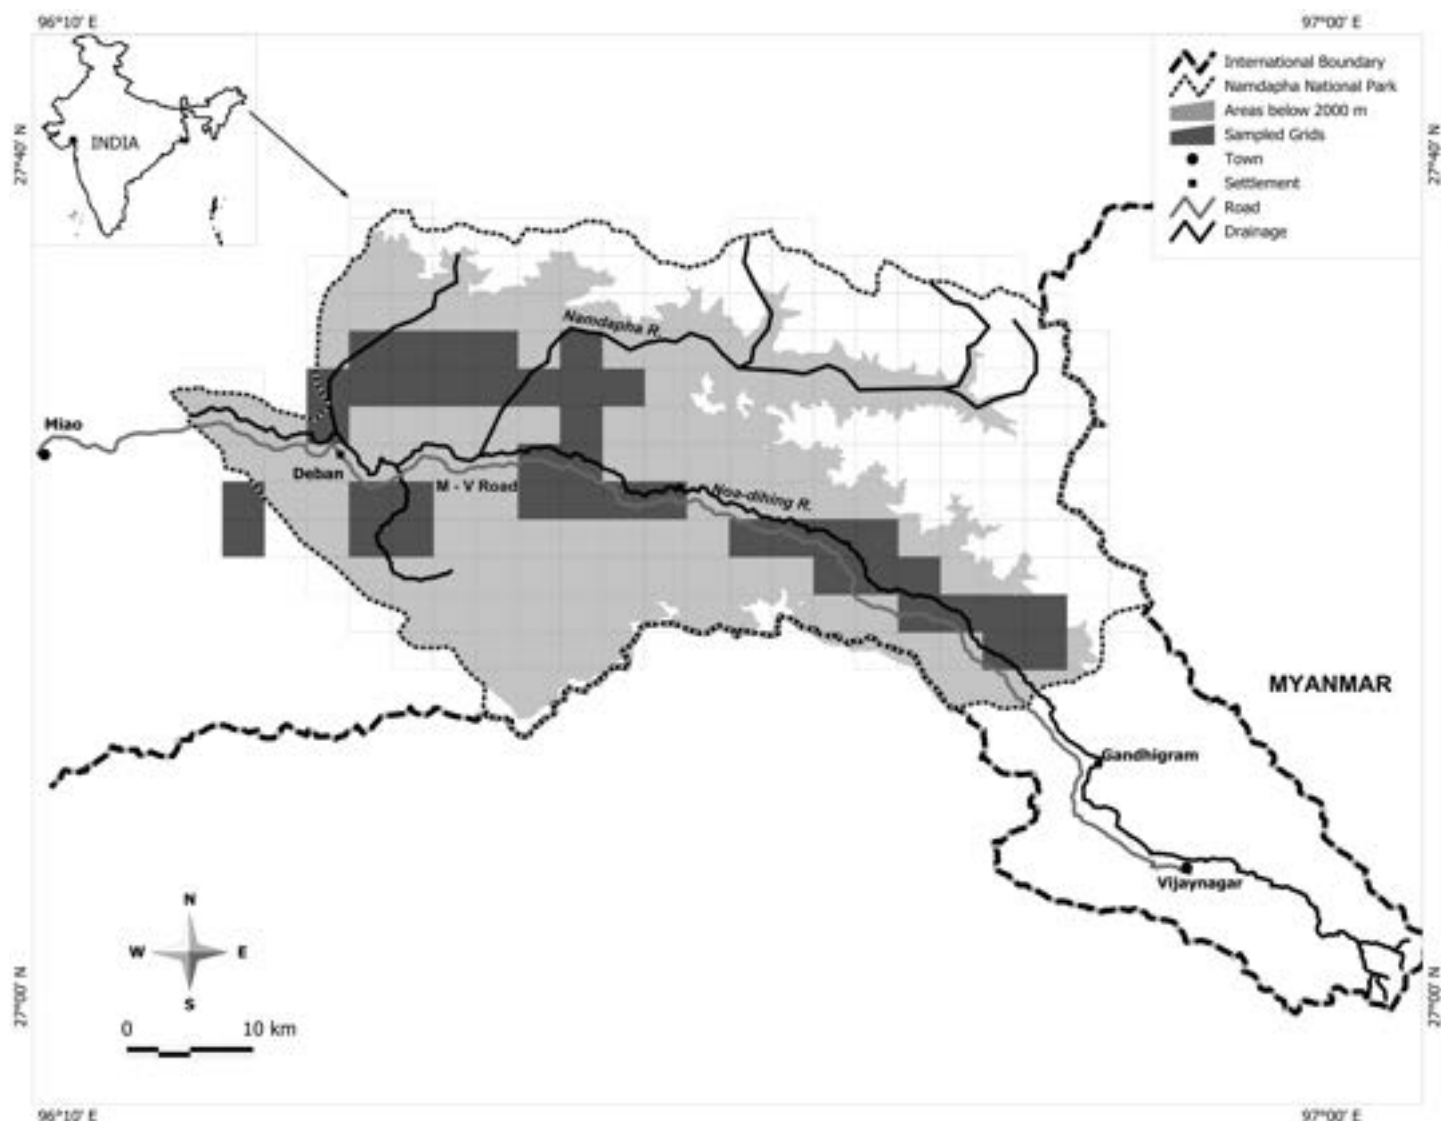 96°10' E
97°00' E
International Boundary
Namdapha National Park
Areas below 2000 m
Sampled Grids
Town
Settlement
Road
Drainage
INDIA
27°40' N
27°40' N
Namdapha R.
Miao
Deban
M - V Road
Noa-dihing R.
MYANMAR
Gandhigram
Vijaynagar
N
W
E
S
0
10 km
27°00' N
27°00' N
96°10' E
97°00' E